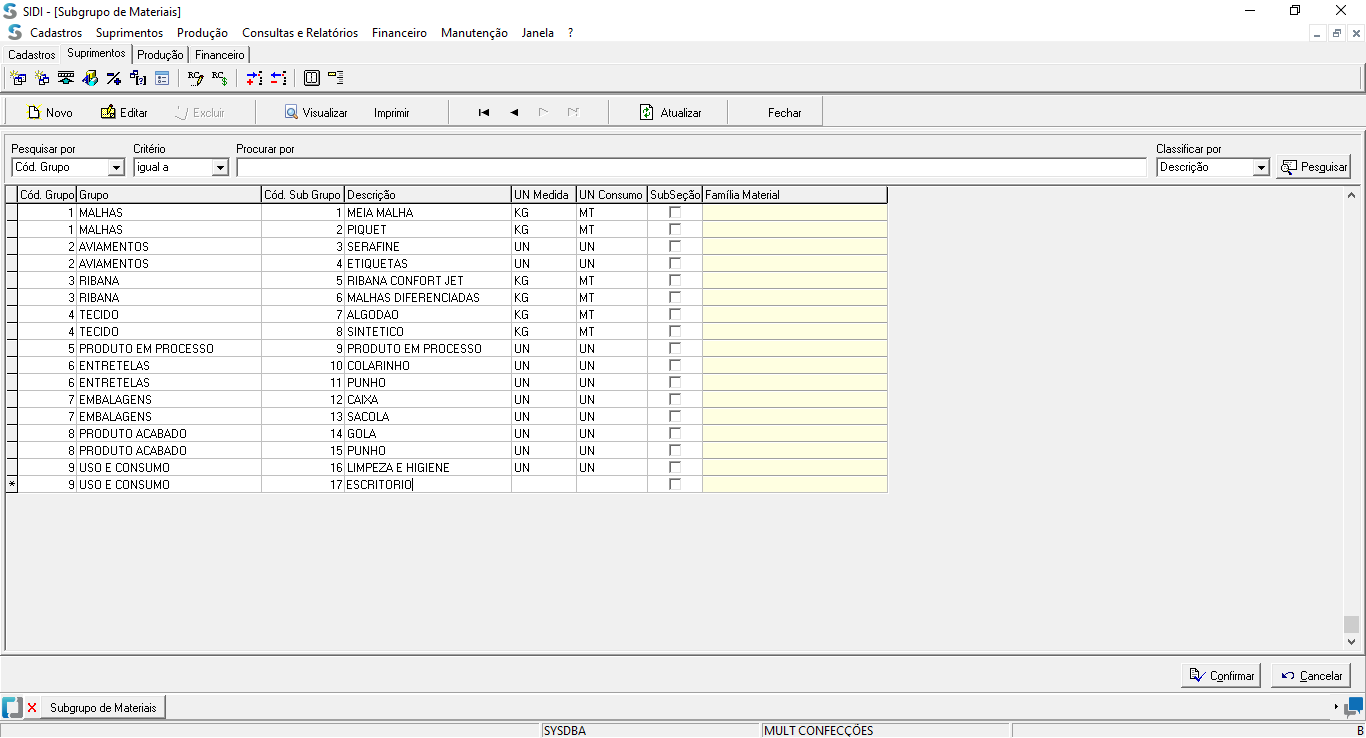 SIDI - [Subgrupo de Materiais]
Cadastros Suprimentos Produção Consultas e Relatórios Financeiro Manutenção Janela ?
Cadastros Suprimentos Produção Financeiro
Novo Editar Excluir Visualizar Imprimir Atualizar Fechar
Pesquisar por Critério Procurar por Classificar por
Cód. Grupo igual a Descrição Pesquisar
Cód. Grupo Grupo Cód. Sub Grupo Descrição UN Medida UN Consumo SubSeção Família Material
1 MALHAS 1 MEIA MALHA KG MT
1 MALHAS 2 PIQUET KG MT
2 AVIAMENTOS 3 SERAFINE UN UN
2 AVIAMENTOS 4 ETIQUETAS UN UN
3 RIBANA 5 RIBANA CONFORT JET KG MT
3 RIBANA 6 MALHAS DIFERENCIADAS KG MT
4 TECIDO 7 ALGODAO KG MT
4 TECIDO 8 SINTETICO KG MT
5 PRODUTO EM PROCESSO 9 PRODUTO EM PROCESSO UN UN
6 ENTRETELAS 10 COLARINHO UN UN
6 ENTRETELAS 11 PUNHO UN UN
7 EMBALAGENS 12 CAIXA UN UN
7 EMBALAGENS 13 SACOLA UN UN
8 PRODUTO ACABADO 14 GOLA UN UN
8 PRODUTO ACABADO 15 PUNHO UN UN
9 USO E CONSUMO 16 LIMPEZA E HIGIENE UN UN
* 9 USO E CONSUMO 17 ESCRITORIO
Confirmar Cancelar
Subgrupo de Materiais
SYSDBA MULT CONFECÇÕES B